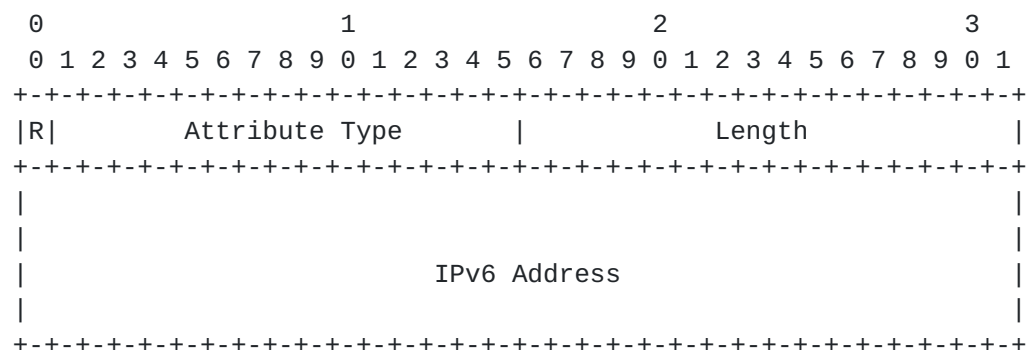 0                   1                   2                   3
 0 1 2 3 4 5 6 7 8 9 0 1 2 3 4 5 6 7 8 9 0 1 2 3 4 5 6 7 8 9 0 1
+-+-+-+-+-+-+-+-+-+-+-+-+-+-+-+-+-+-+-+-+-+-+-+-+-+-+-+-+-+-+-+-+
|R|         Attribute Type      |            Length             |
+-+-+-+-+-+-+-+-+-+-+-+-+-+-+-+-+-+-+-+-+-+-+-+-+-+-+-+-+-+-+-+-+
|                                                               |
|                                                               |
|                          IPv6 Address                         |
|                                                               |
+-+-+-+-+-+-+-+-+-+-+-+-+-+-+-+-+-+-+-+-+-+-+-+-+-+-+-+-+-+-+-+-+